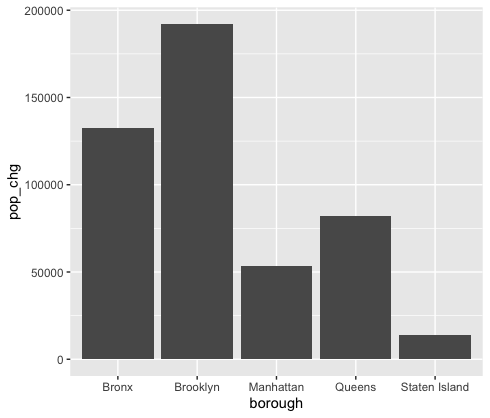 200000
150000
100000
50000
0
pop_chg
Bronx Brooklyn Manhattan Queens Staten Island
borough